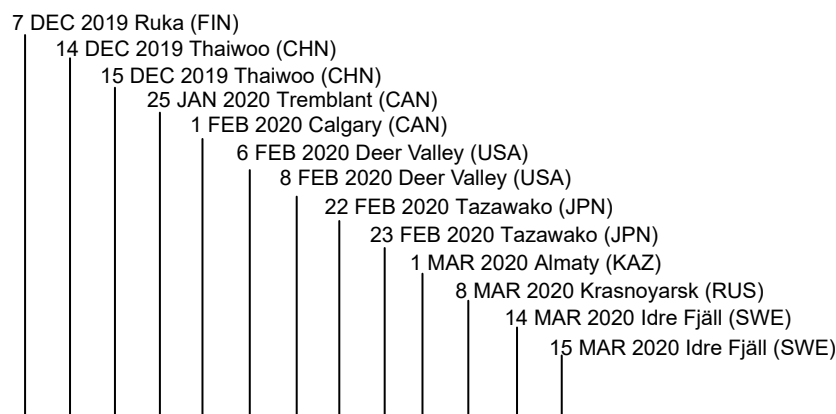 7 DEC 2019 Ruka (FIN)
14 DEC 2019 Thaiwoo (CHN)
15 DEC 2019 Thaiwoo (CHN)
25 JAN 2020 Tremblant (CAN)
1 FEB 2020 Calgary (CAN)
6 FEB 2020 Deer Valley (USA)
8 FEB 2020 Deer Valley (USA)
22 FEB 2020 Tazawako (JPN)
23 FEB 2020 Tazawako (JPN)
1 MAR 2020 Almaty (KAZ)
8 MAR 2020 Krasnoyarsk (RUS)
14 MAR 2020 Idre Fjäll (SWE)
15 MAR 2020 Idre Fjäll (SWE)